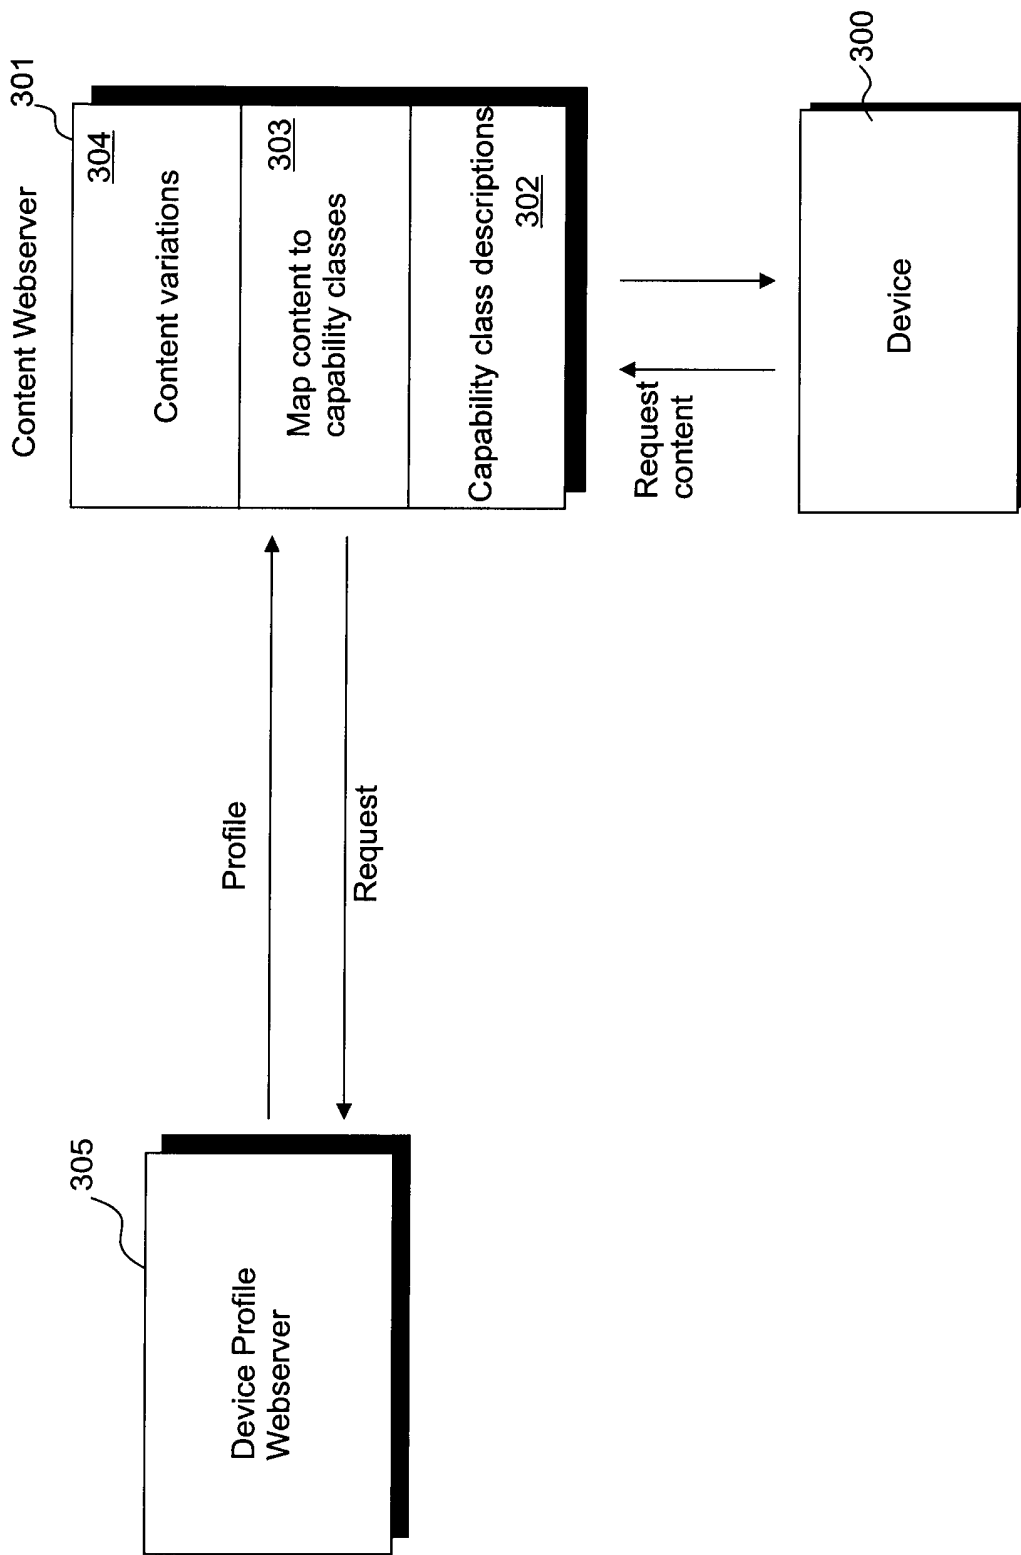 Content Webserver
301
304
Content variations
303
Map content to
capability classes
Capability class descriptions
302
Profile
Request
305
Device Profile
Webserver
Request
content
300
Device